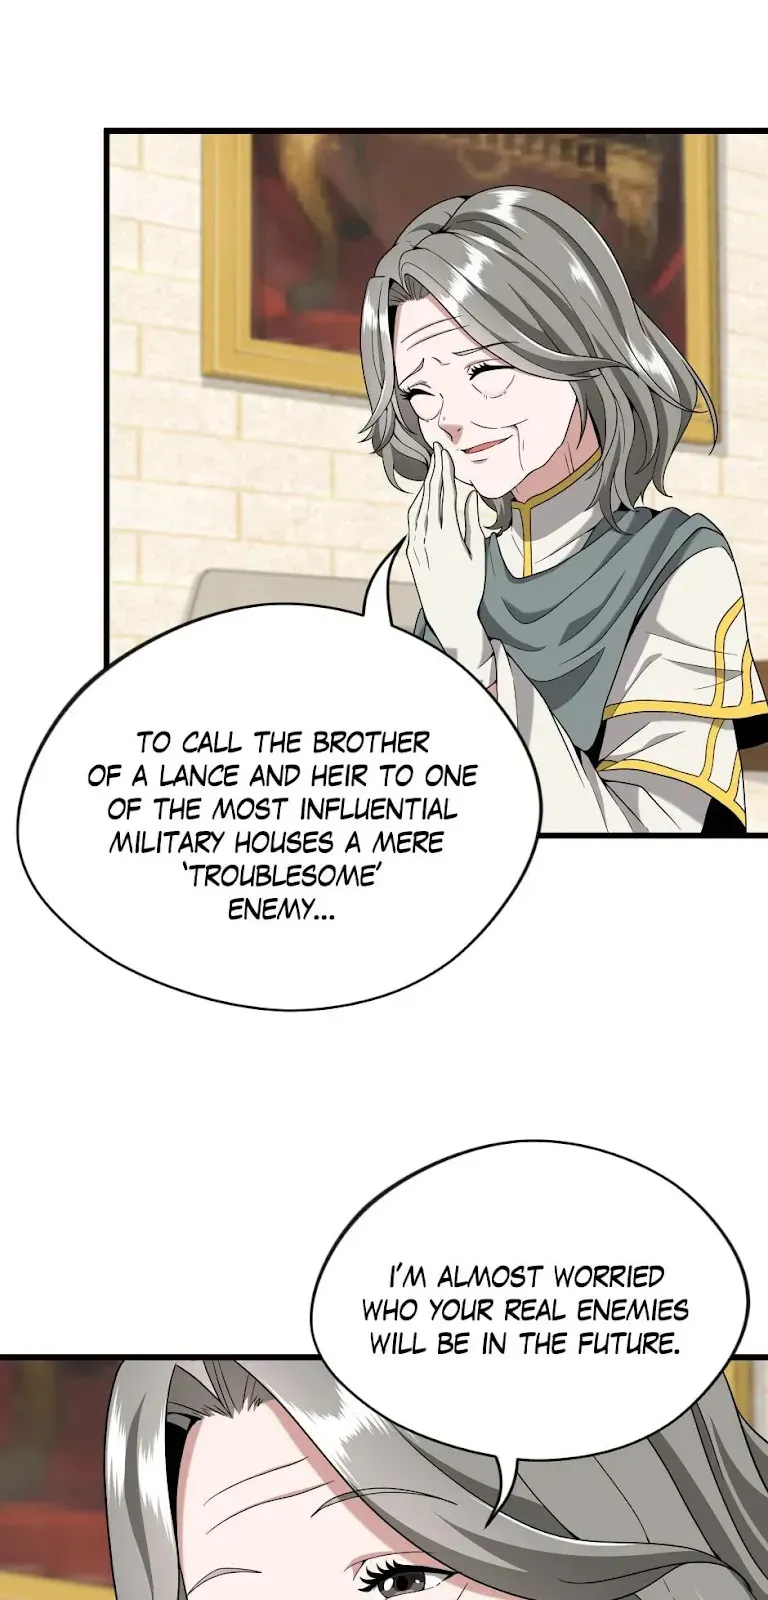 TO CALL THE BROTHER
OF A LANCE AND HEIR TO ONE
OF THE MOST INFLUENTIAL
MILITARY HOUSES A MERE
'TROUBLESOME'
ENEMY...
I'M ALMOST WORRIED
WHO YOUR REAL ENEMIES
WILL BE IN THE FUTURE.